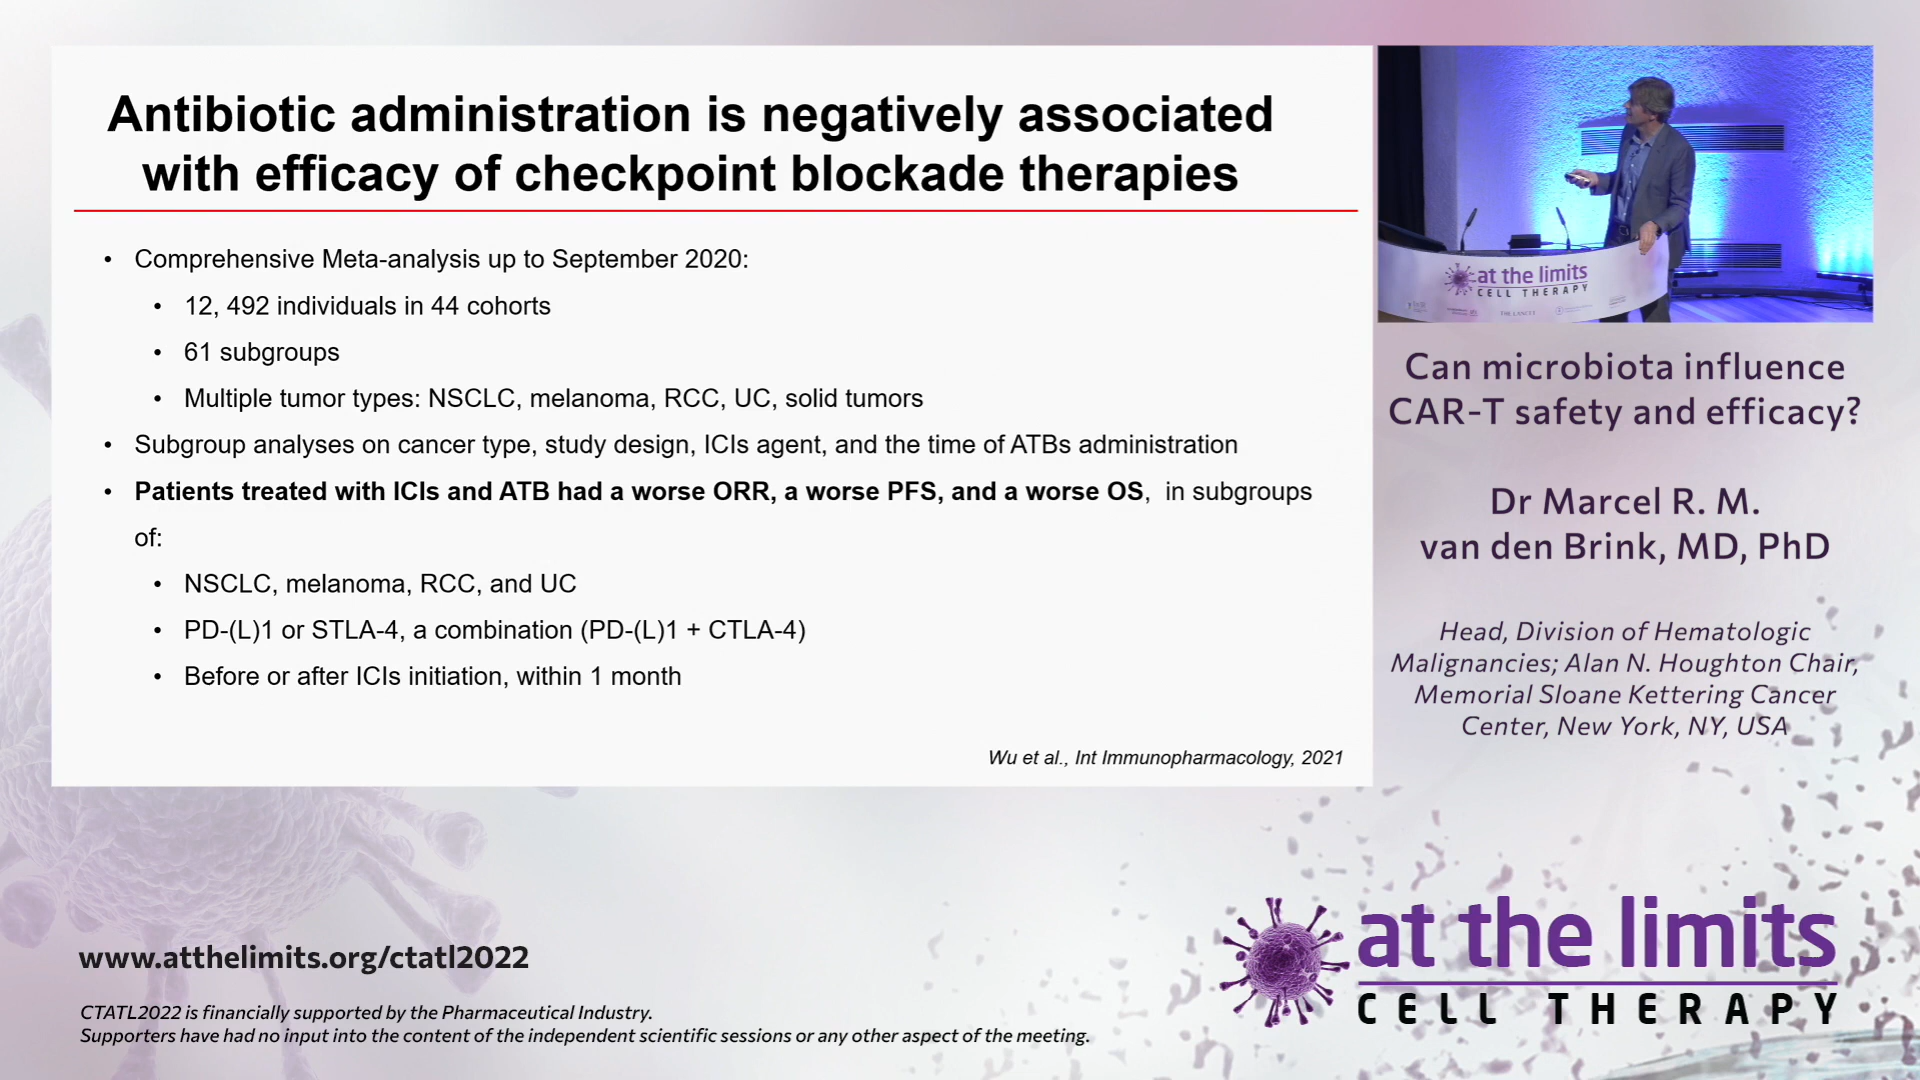 Antibiotic administration is negatively associated
with efficacy of checkpoint blockade therapies
• Comprehensive Meta-analysis up to September 2020:
• 12, 492 individuals in 44 cohorts
• 61 subgroups
• Multiple tumor types: NSCLC, melanoma, RCC, UC, solid tumors
• Subgroup analyses on cancer type, study design, ICIs agent, and the time of ATBs administration
• Patients treated with ICIs and ATB had a worse ORR, a worse PFS, and a worse OS, in subgroups
of:
• NSCLC, melanoma, RCC, and UC
• PD-(L)1 or STLA-4, a combination (PD-(L)1 + CTLA-4)
• Before or after ICIs initiation, within 1 month
Wu et al., Int Immunopharmacology, 2021
at the limits
CELL THERAPY
THE LANCET
Can microbiota influence
CAR-T safety and efficacy?
Dr Marcel R. M.
van den Brink, MD, PhD
Head, Division of Hematologic
Malignancies; Alan N. Houghton Chair,
Memorial Sloane Kettering Cancer
Center, New York, NY, USA
www.atthelimits.org/ctatl2022
CTATL2022 is financially supported by the Pharmaceutical Industry.
Supporters have had no input into the content of the independent scientific sessions or any other aspect of the meeting.
at the limits
CELL THERAPY